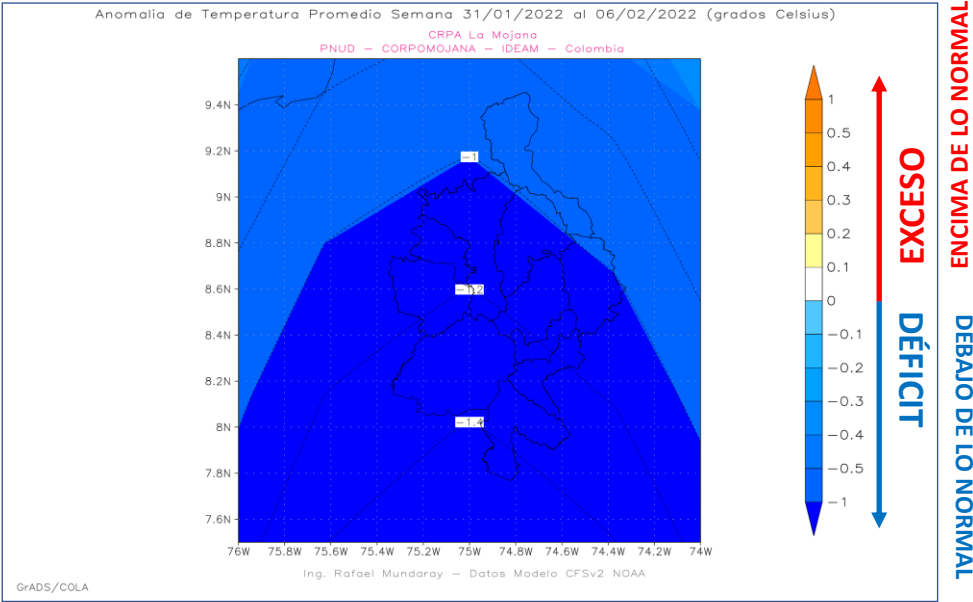 Anomalia de Temperatura Promedio Semana 31/01/2022 al 06/02/2022 (grados Celsius)
CRPA La Mojana
PNUD – CORPOMOJANA – IDEAM – Colombia
9.4N
9.2N
9N
8.8N
8.6N
8.4N
8.2N
8N
7.8N
7.6N
−1
−1.2
−1.4
76W 75.8W 75.6W 75.4W 75.2W 75W 74.8W 74.6W 74.4W 74.2W 74W
1
0.5
0.4
0.3
0.2
0.1
0
−0.1
−0.2
−0.3
−0.4
−0.5
−1
EXCESO
DÉFICIT
ENCIMA DE LO NORMAL
DEBAJO DE LO NORMAL
Ing. Rafael Mundaray – Datos Modelo CFSv2 NOAA
GrADS/COLA